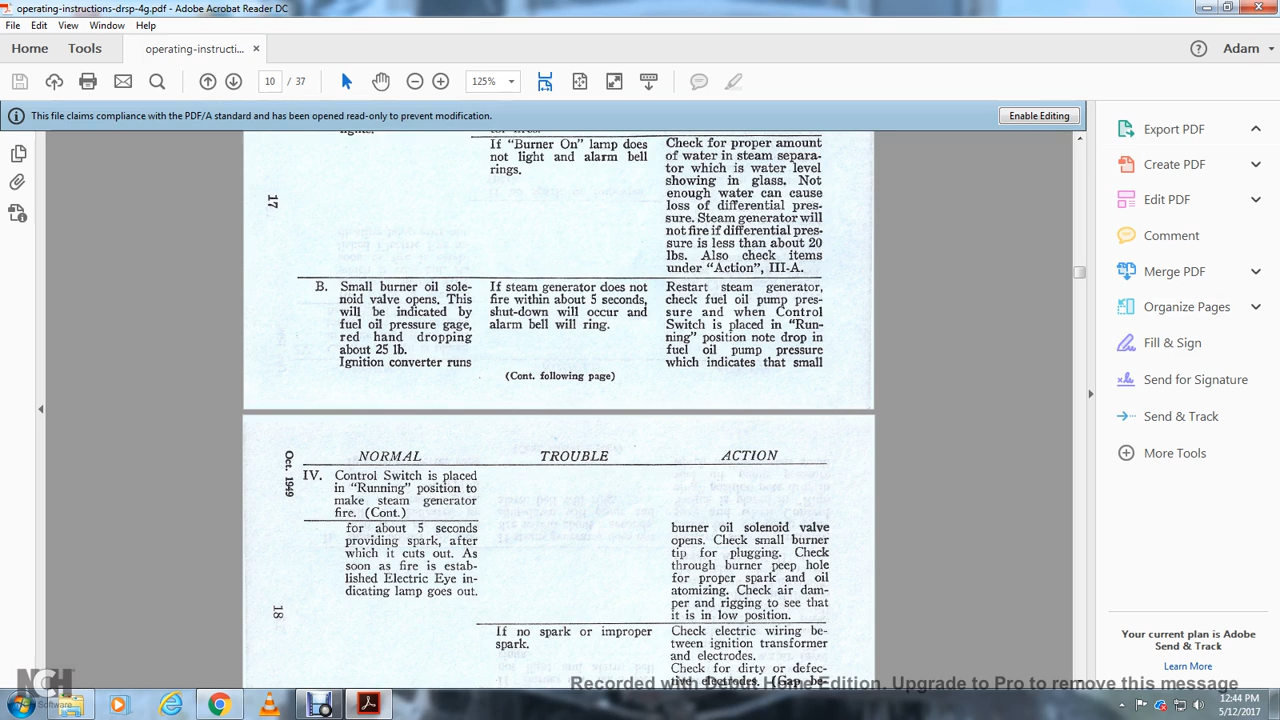 operating-instructions-drsp-4g.pdf - Adobe Acrobat Reader DC
File Edit View Window Help
Home Tools operating-instructi... ×
Adam
10 / 37
125%
This file claims compliance with the PDF/A standard and has been opened read-only to prevent modification.
Enable Editing
If "Burner On" lamp does
not light and alarm bell
rings.
Check for proper amount
of water in steam separa-
tor which is water level
showing in glass. Not
enough water can cause
loss of differential pres-
sure. Steam generator will
not fire if differential pres-
sure is less than about 20
lbs. Also check items
under "Action", III-A.
17
B. Small burner oil sole-
noid valve opens. This
will be indicated by
fuel oil pressure gage,
red hand dropping
about 25 lb.
Ignition converter runs
If steam generator does not
fire within about 5 seconds,
shut-down will occur and
alarm bell will ring.
Restart steam generator,
check fuel oil pump pres-
sure and when Control
Switch is placed in "Run-
ning" position note drop in
fuel oil pump pressure
which indicates that small
(Cont. following page)
Oct. 1949
NORMAL TROUBLE ACTION
IV. Control Switch is placed
in "Running" position to
make steam generator
fire. (Cont.)
for about 5 seconds
providing spark, after
which it cuts out. As
soon as fire is estab-
lished Electric Eye in-
dicating lamp goes out.
burner oil solenoid valve
opens. Check small burner
tip for plugging. Check
through burner peep hole
for proper spark and oil
atomizing. Check air dam-
per and rigging to see that
it is in low position.
18
If no spark or improper
spark.
Check electric wiring be-
tween ignition transformer
and electrodes.
Check for dirty or defec-
tive electrodes. (Gap be-
Export PDF
Create PDF
Edit PDF
Comment
Merge PDF
Organize Pages
Fill & Sign
Send for Signature
Send & Track
More Tools
Your current plan is Adobe
Send & Track
Learn More
NCH Software
Edition. Upgrade to Pro to remove this message
12:44 PM
5/12/2017